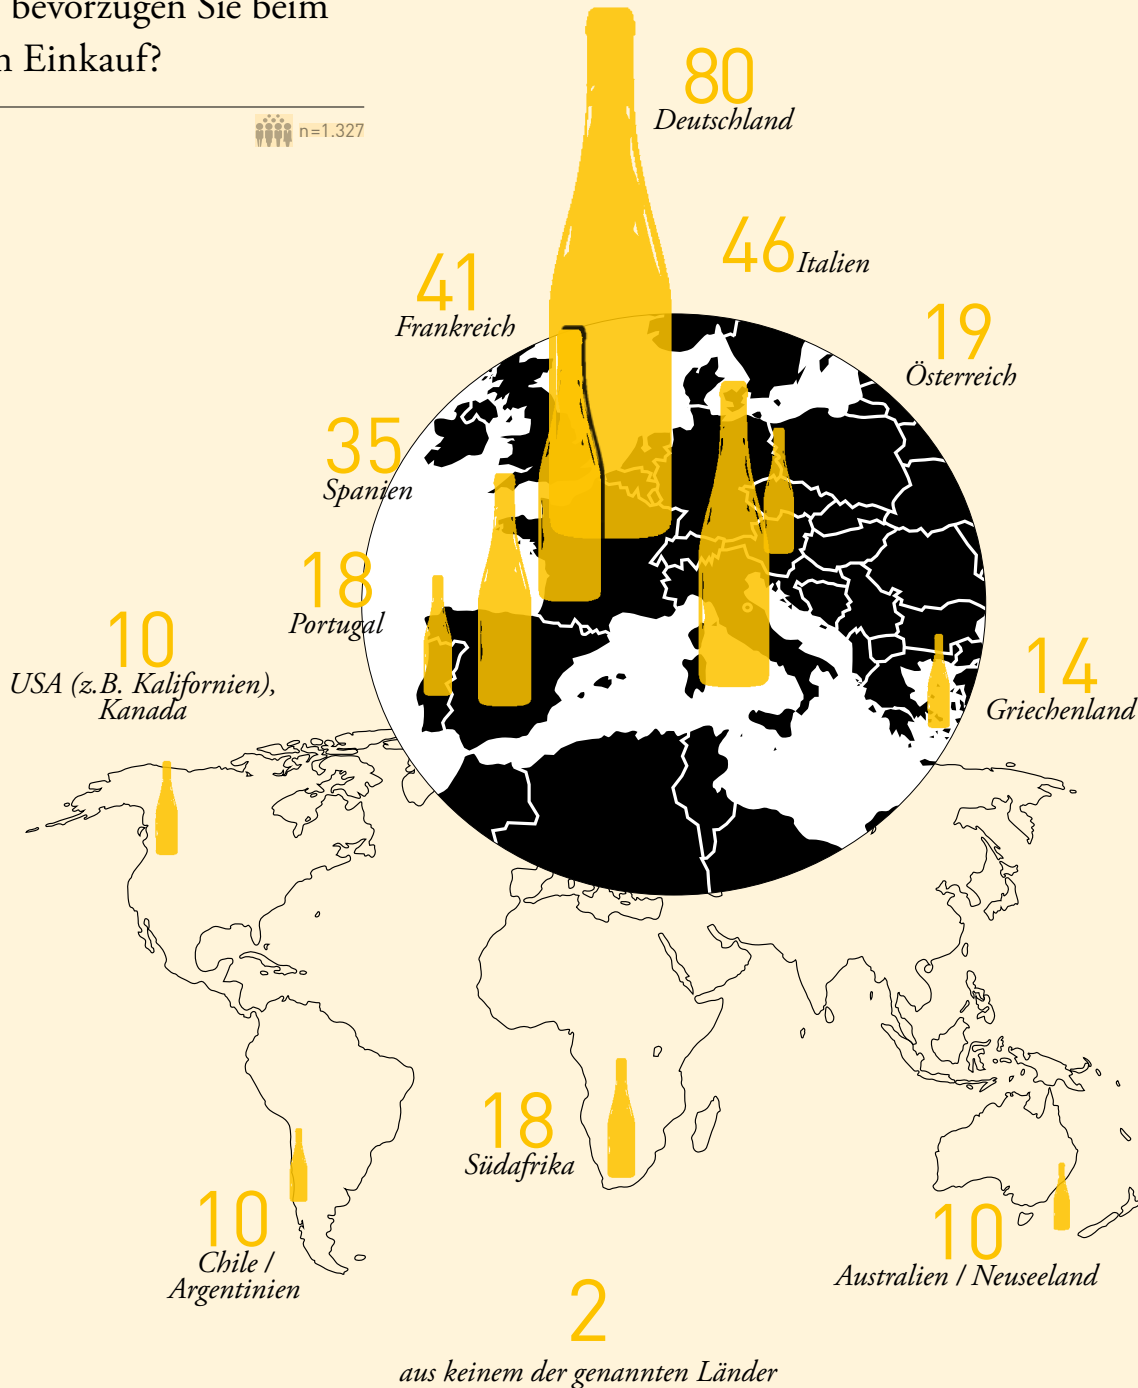 bevorzugen Sie beim
Einkauf?
n=1.327
80
Deutschland
46 Italien
41
Frankreich
19
Österreich
35
Spanien
18
Portugal
10
USA (z.B. Kalifornien),
Kanada
14
Griechenland
18
Südafrika
10
Chile /
Argentinien
10
Australien / Neuseeland
2
aus keinem der genannten Länder